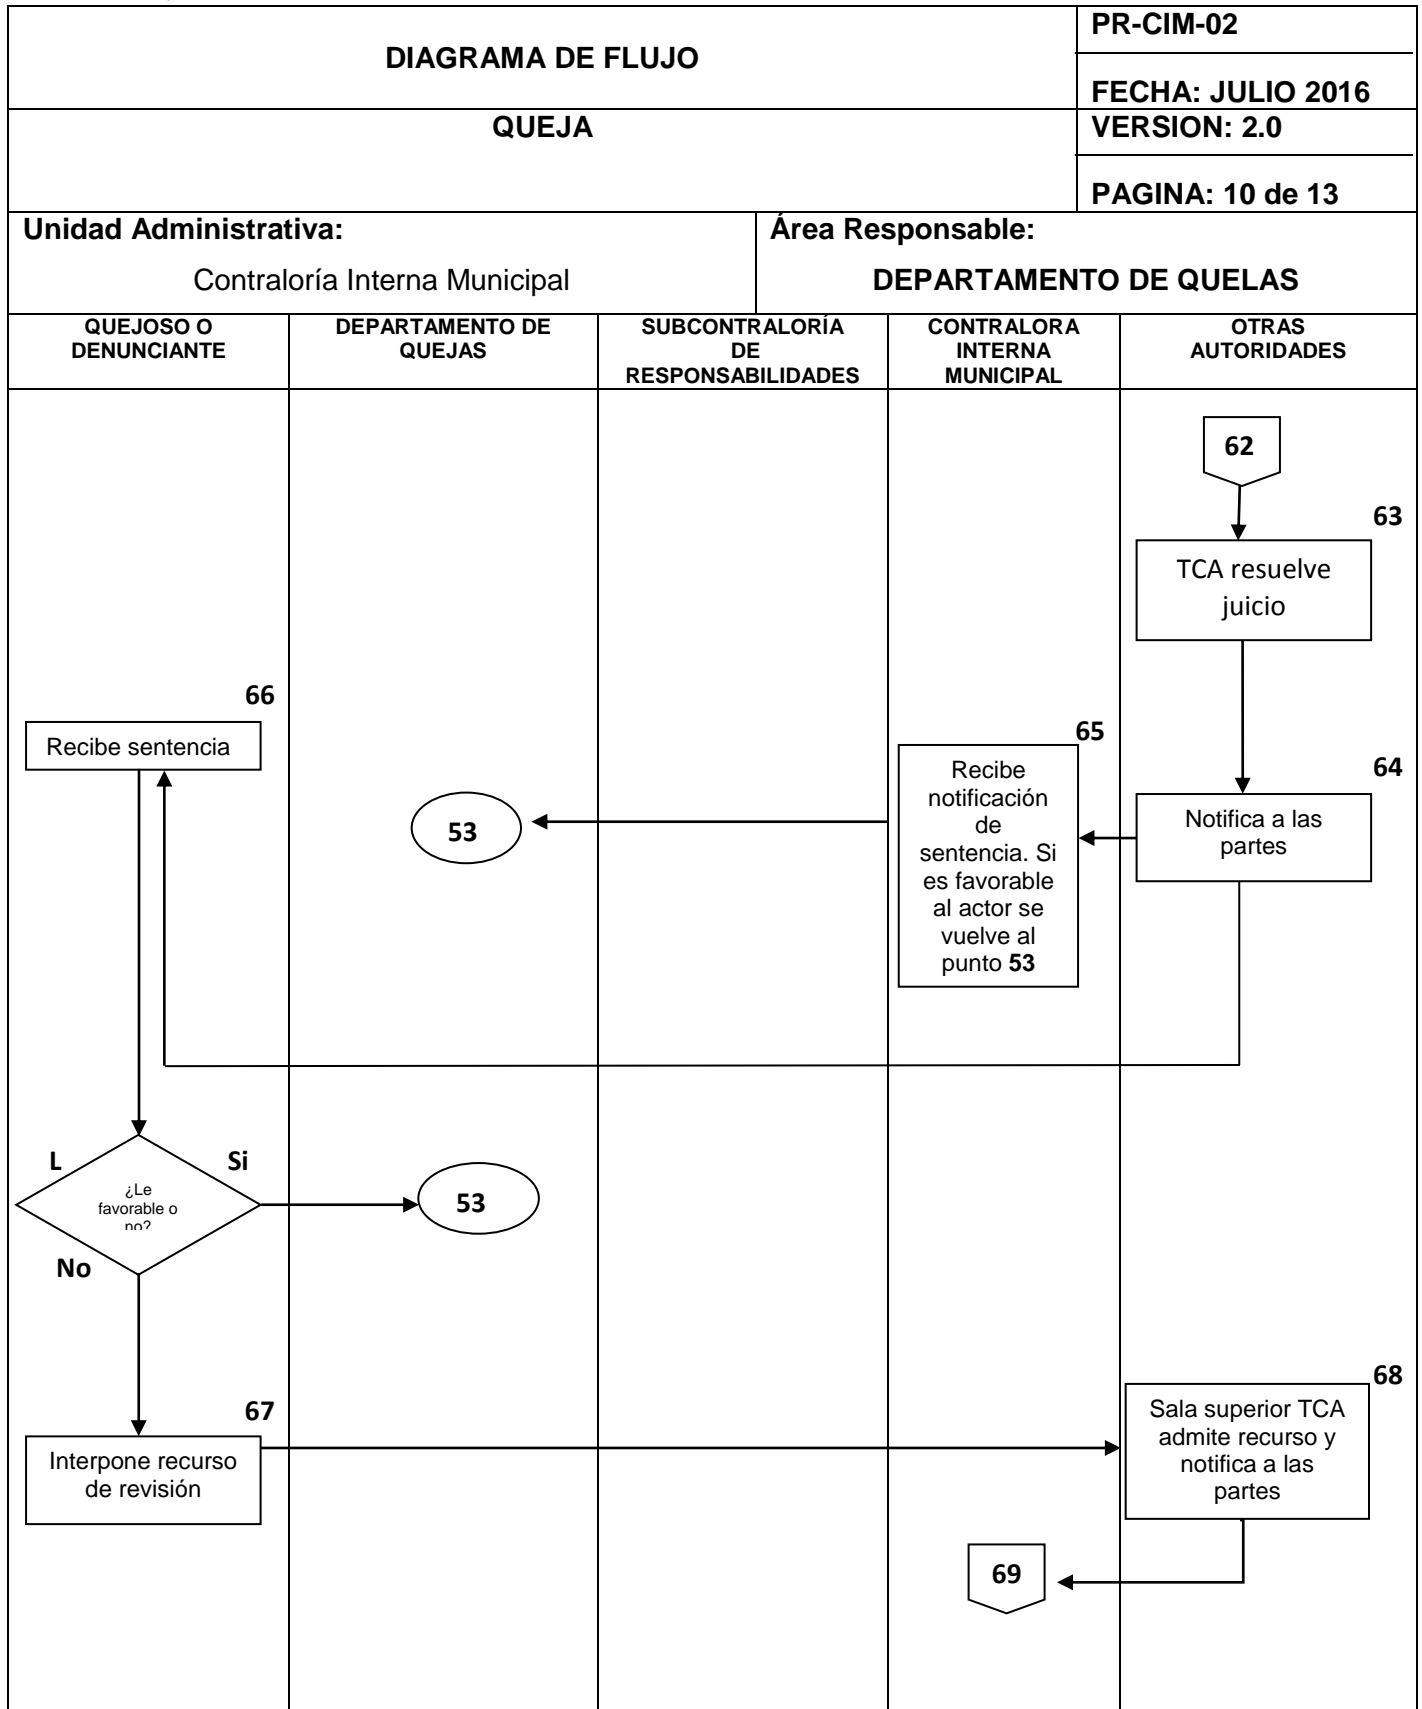 DIAGRAMA DE FLUJO
PR-CIM-02
FECHA: JULIO 2016
QUEJA
VERSION: 2.0
PAGINA: 10 de 13
Unidad Administrativa:
Contraloría Interna Municipal
Área Responsable:
DEPARTAMENTO DE QUELAS
QUEJOSO O
DENUNCIANTE
DEPARTAMENTO DE
QUEJAS
SUBCONTRALORÍA
DE
RESPONSABILIDADES
CONTRALORA
INTERNA
MUNICIPAL
OTRAS
AUTORIDADES
62
63
TCA resuelve
juicio
66
Recibe sentencia
65
Recibe
notificación
de
sentencia. Si
es favorable
al actor se
vuelve al
punto 53
64
Notifica a las
partes
53
L
Si
¿Le
favorable o
no?
No
53
67
Interpone recurso
de revisión
68
Sala superior TCA
admite recurso y
notifica a las
partes
69